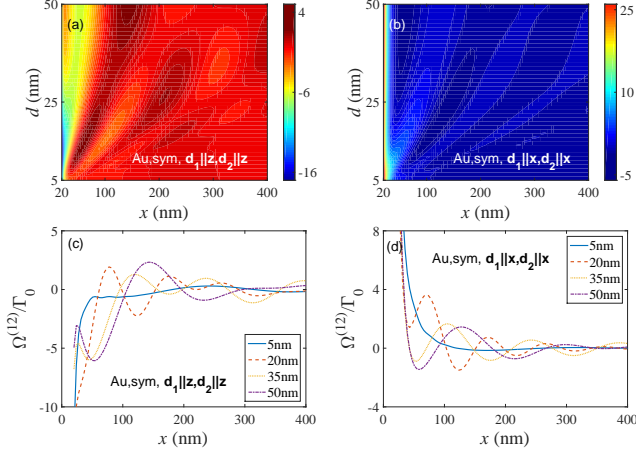 (a)
50
25
5
d (nm)
20 100 200 300 400
x (nm)
Au,sym, d₁||z,d₂||z
4
-6
-16
(b)
50
25
5
d (nm)
20 100 200 300 400
x (nm)
Au,sym, d₁||x,d₂||x
25
10
-5
(c)
5
0
-5
-10
Ω⁽¹²⁾/Γ₀
0 100 200 300 400
x (nm)
Au,sym, d₁||z,d₂||z
5nm
20nm
35nm
50nm
(d)
8
4
0
-4
Ω⁽¹²⁾/Γ₀
0 100 200 300 400
x (nm)
Au,sym, d₁||x,d₂||x
5nm
20nm
35nm
50nm